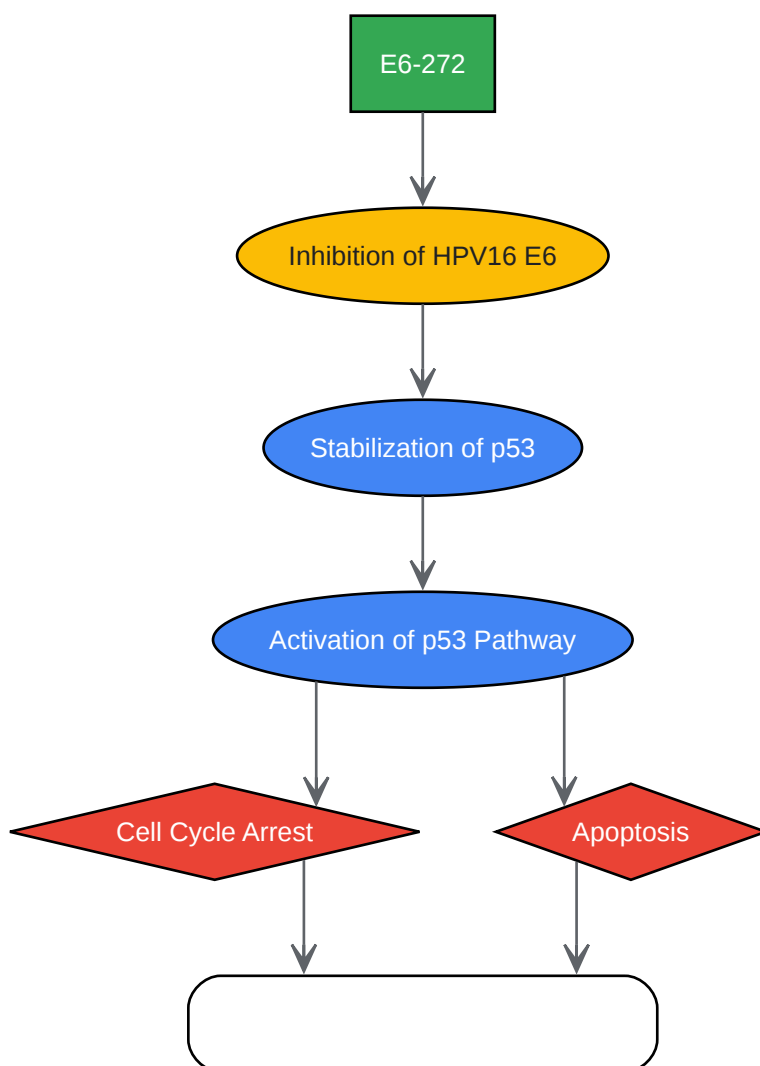 E6-272
Inhibition of HPV16 E6
Stabilization of p53
Activation of p53 Pathway
Cell Cycle Arrest
Apoptosis